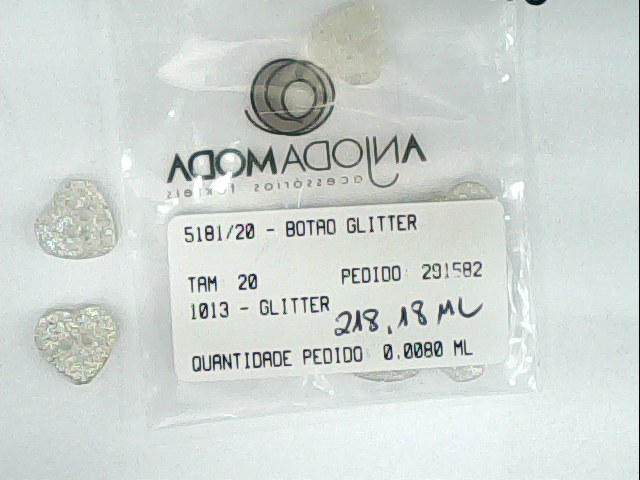 ANJODAMODA
acessórios têxteis
5181/20 - BOTAO GLITTER
TAM 20 PEDIDO: 291582
1013 - GLITTER
218,18 ML
QUANTIDADE PEDIDO: 0.0080 ML